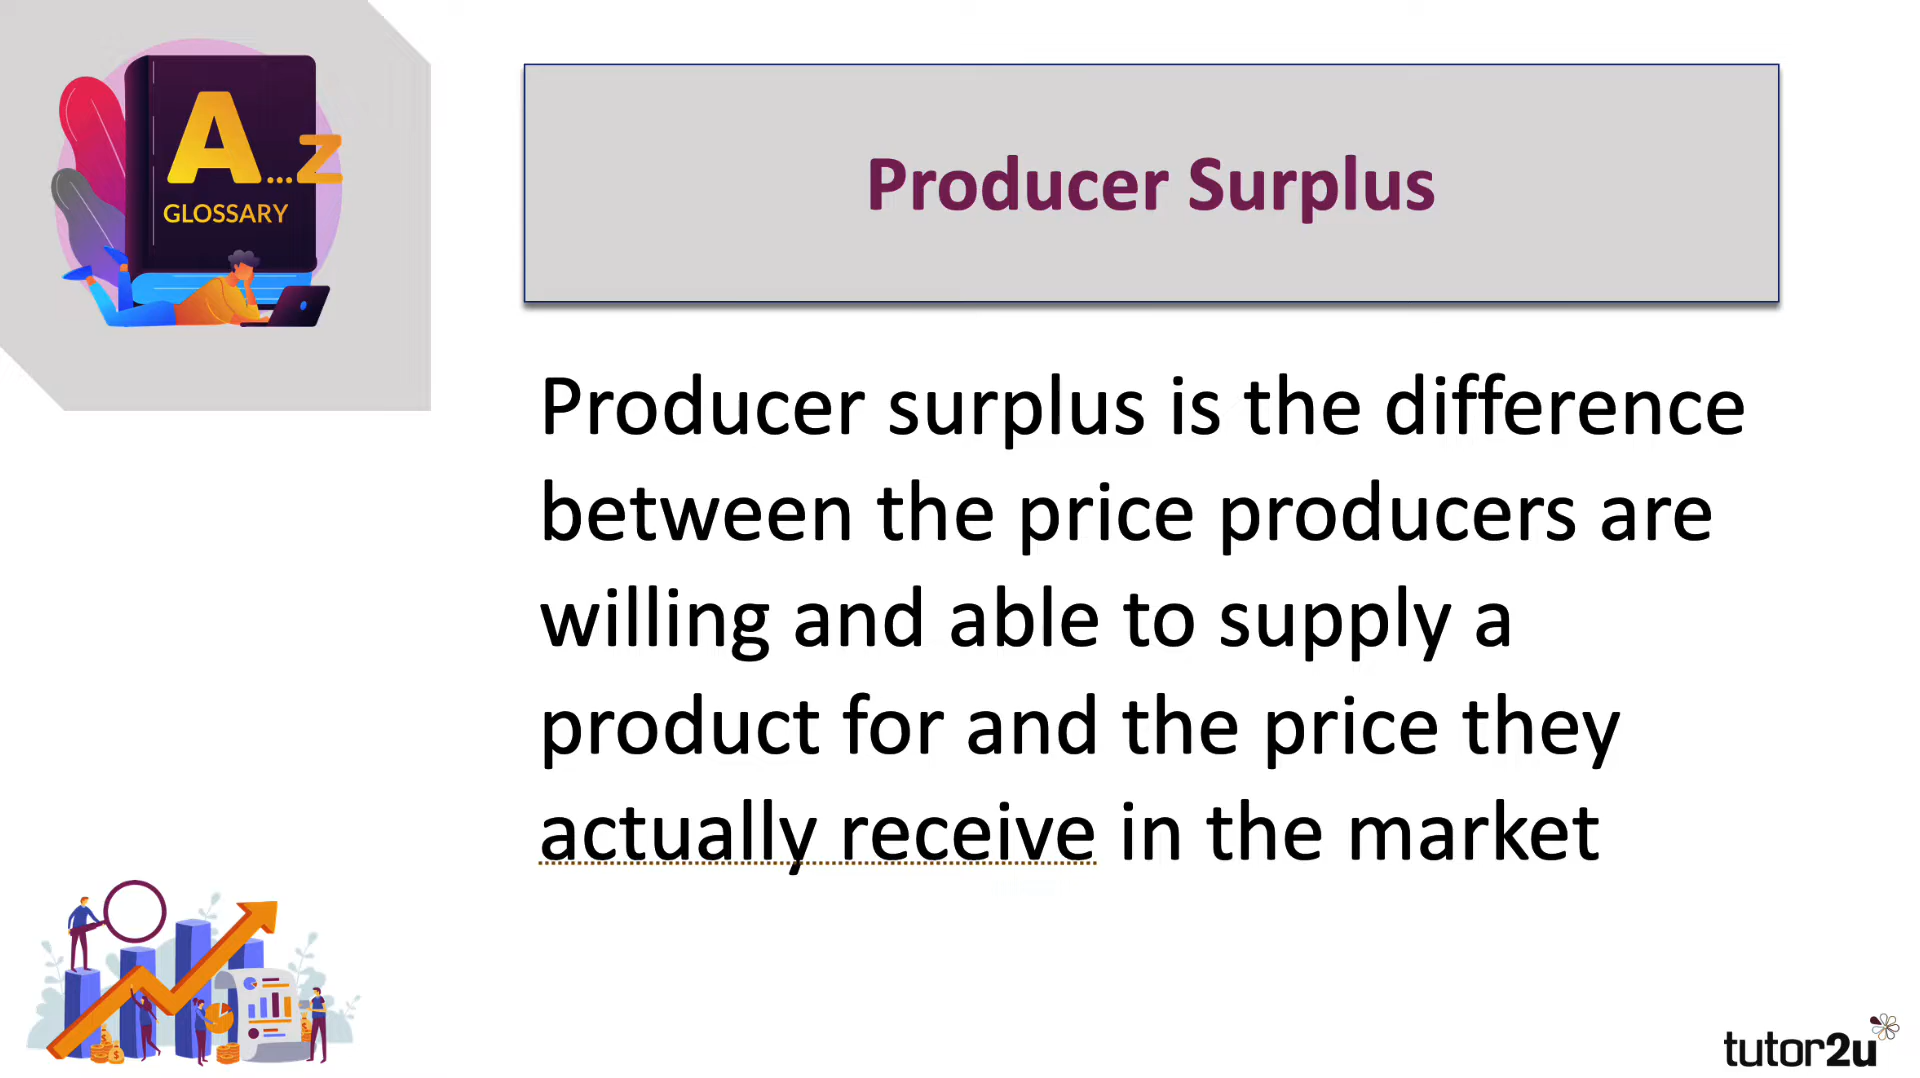 A...Z
GLOSSARY
Producer Surplus
Producer surplus is the difference
between the price producers are
willing and able to supply a
product for and the price they
actually receive in the market
tutor2u